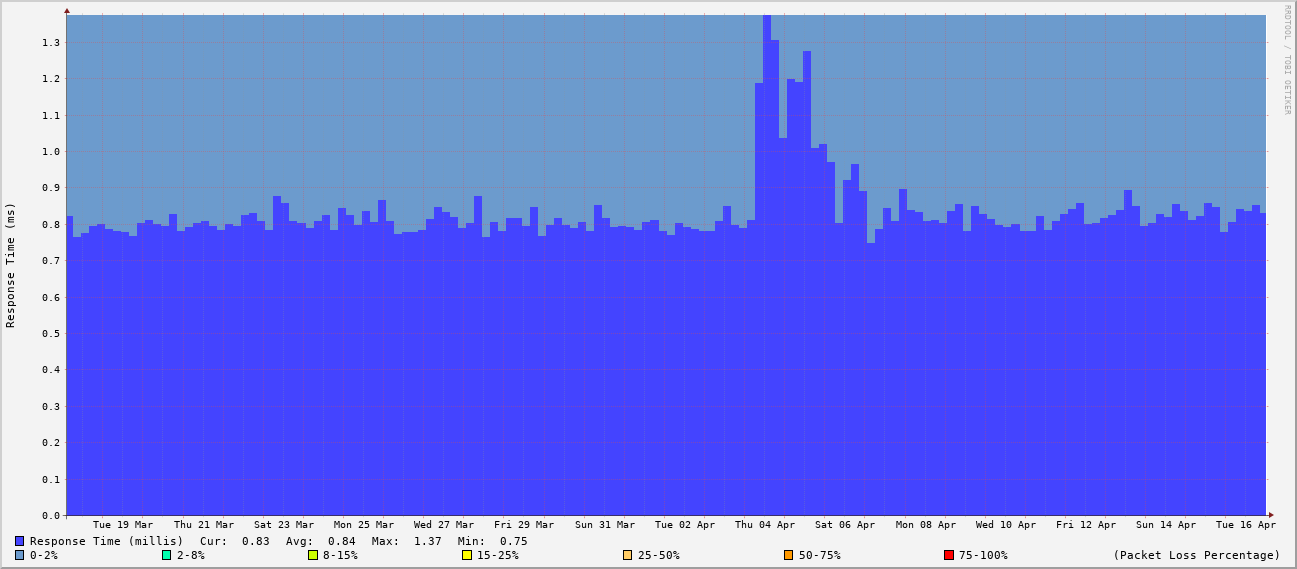 RRDTOOL / TOBI OETIKER
Response Time (ms)
1.3
1.2
1.1
1.0
0.9
0.8
0.7
0.6
0.5
0.4
0.3
0.2
0.1
0.0
Tue 19 Mar Thu 21 Mar Sat 23 Mar Mon 25 Mar Wed 27 Mar Fri 29 Mar Sun 31 Mar Tue 02 Apr Thu 04 Apr Sat 06 Apr Mon 08 Apr Wed 10 Apr Fri 12 Apr Sun 14 Apr Tue 16 Apr
Response Time (millis) Cur: 0.83 Avg: 0.84 Max: 1.37 Min: 0.75
0-2% 2-8% 8-15% 15-25% 25-50% 50-75% 75-100% (Packet Loss Percentage)